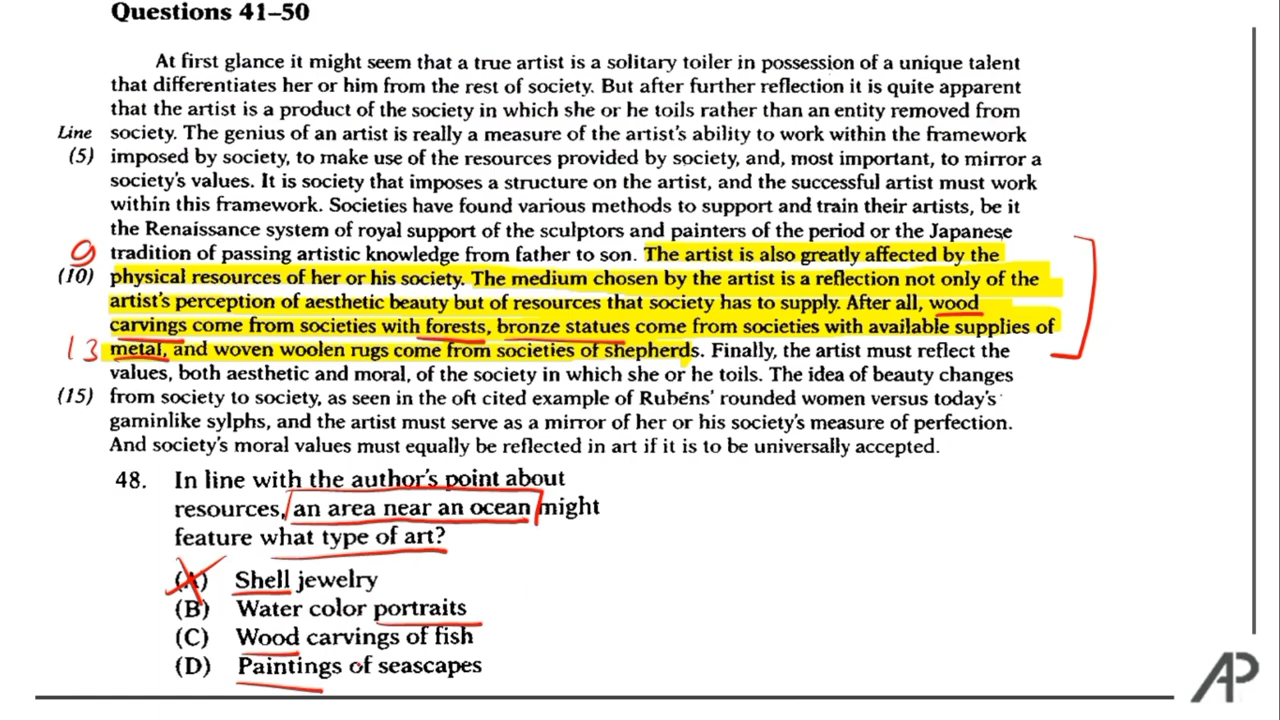 Questions 41–50
At first glance it might seem that a true artist is a solitary toiler in possession of a unique talent
that differentiates her or him from the rest of society. But after further reflection it is quite apparent
that the artist is a product of the society in which she or he toils rather than an entity removed from
Line society. The genius of an artist is really a measure of the artist's ability to work within the framework
(5) imposed by society, to make use of the resources provided by society, and, most important, to mirror a
society's values. It is society that imposes a structure on the artist, and the successful artist must work
within this framework. Societies have found various methods to support and train their artists, be it
the Renaissance system of royal support of the sculptors and painters of the period or the Japanese
9 tradition of passing artistic knowledge from father to son. The artist is also greatly affected by the
(10) physical resources of her or his society. The medium chosen by the artist is a reflection not only of the
artist's perception of aesthetic beauty but of resources that society has to supply. After all, wood
carvings come from societies with forests, bronze statues come from societies with available supplies of
13 metal, and woven woolen rugs come from societies of shepherds. Finally, the artist must reflect the
values, both aesthetic and moral, of the society in which she or he toils. The idea of beauty changes
(15) from society to society, as seen in the oft cited example of Rubens' rounded women versus today's
gaminlike sylphs, and the artist must serve as a mirror of her or his society's measure of perfection.
And society's moral values must equally be reflected in art if it is to be universally accepted.
48. In line with the author's point about
resources, an area near an ocean might
feature what type of art?
(A) Shell jewelry
(B) Water color portraits
(C) Wood carvings of fish
(D) Paintings of seascapes
AP